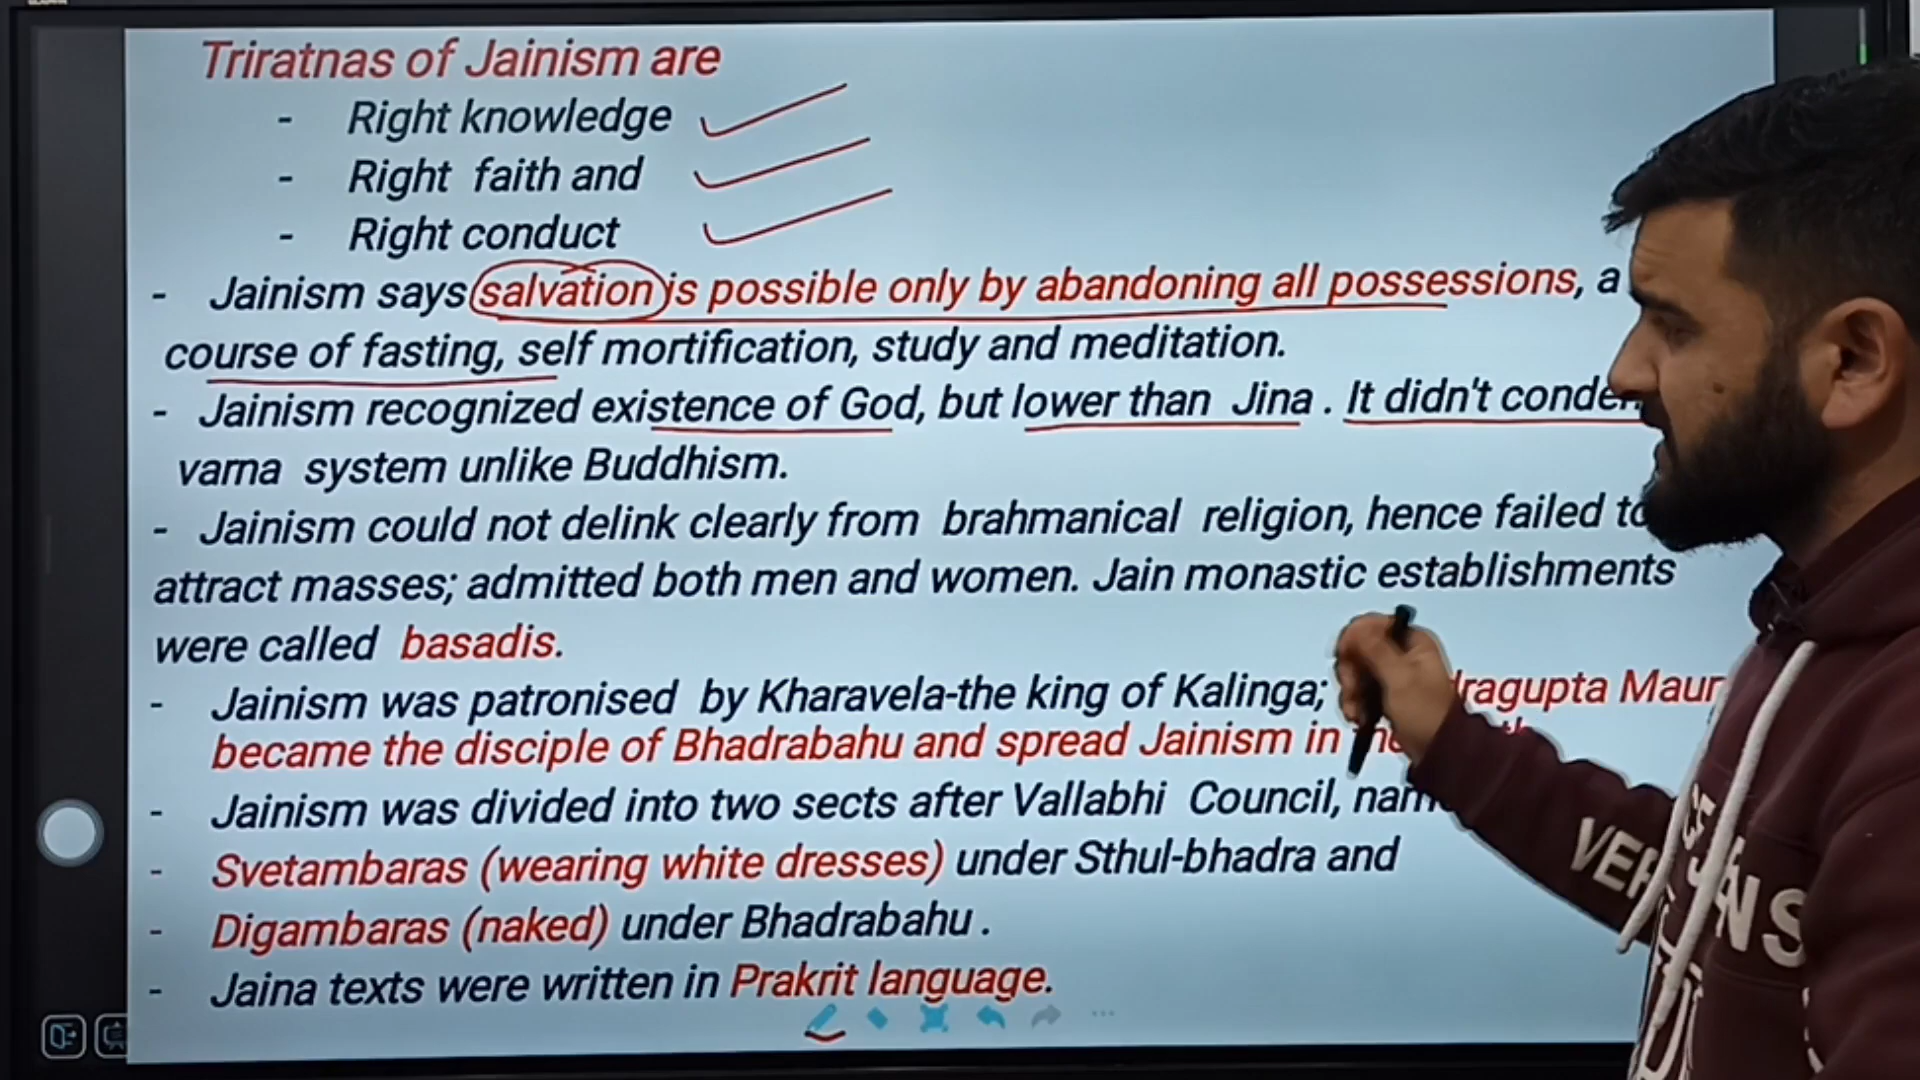 Triratnas of Jainism are
- Right knowledge
- Right faith and
- Right conduct
- Jainism says salvation is possible only by abandoning all possessions, a
course of fasting, self mortification, study and meditation.
- Jainism recognized existence of God, but lower than Jina . It didn't
varna system unlike Buddhism.
- Jainism could not delink clearly from brahmanical religion, hence failed to
attract masses; admitted both men and women. Jain monastic establishments
were called basadis.
- Jainism was patronised by Kharavela-the king of Kalinga;
became the disciple of Bhadrabahu and spread Jainism in
- Jainism was divided into two sects after Vallabhi Council,
- Svetambaras (wearing white dresses) under Sthul-bhadra and
- Digambaras (naked) under Bhadrabahu .
- Jaina texts were written in Prakrit language.